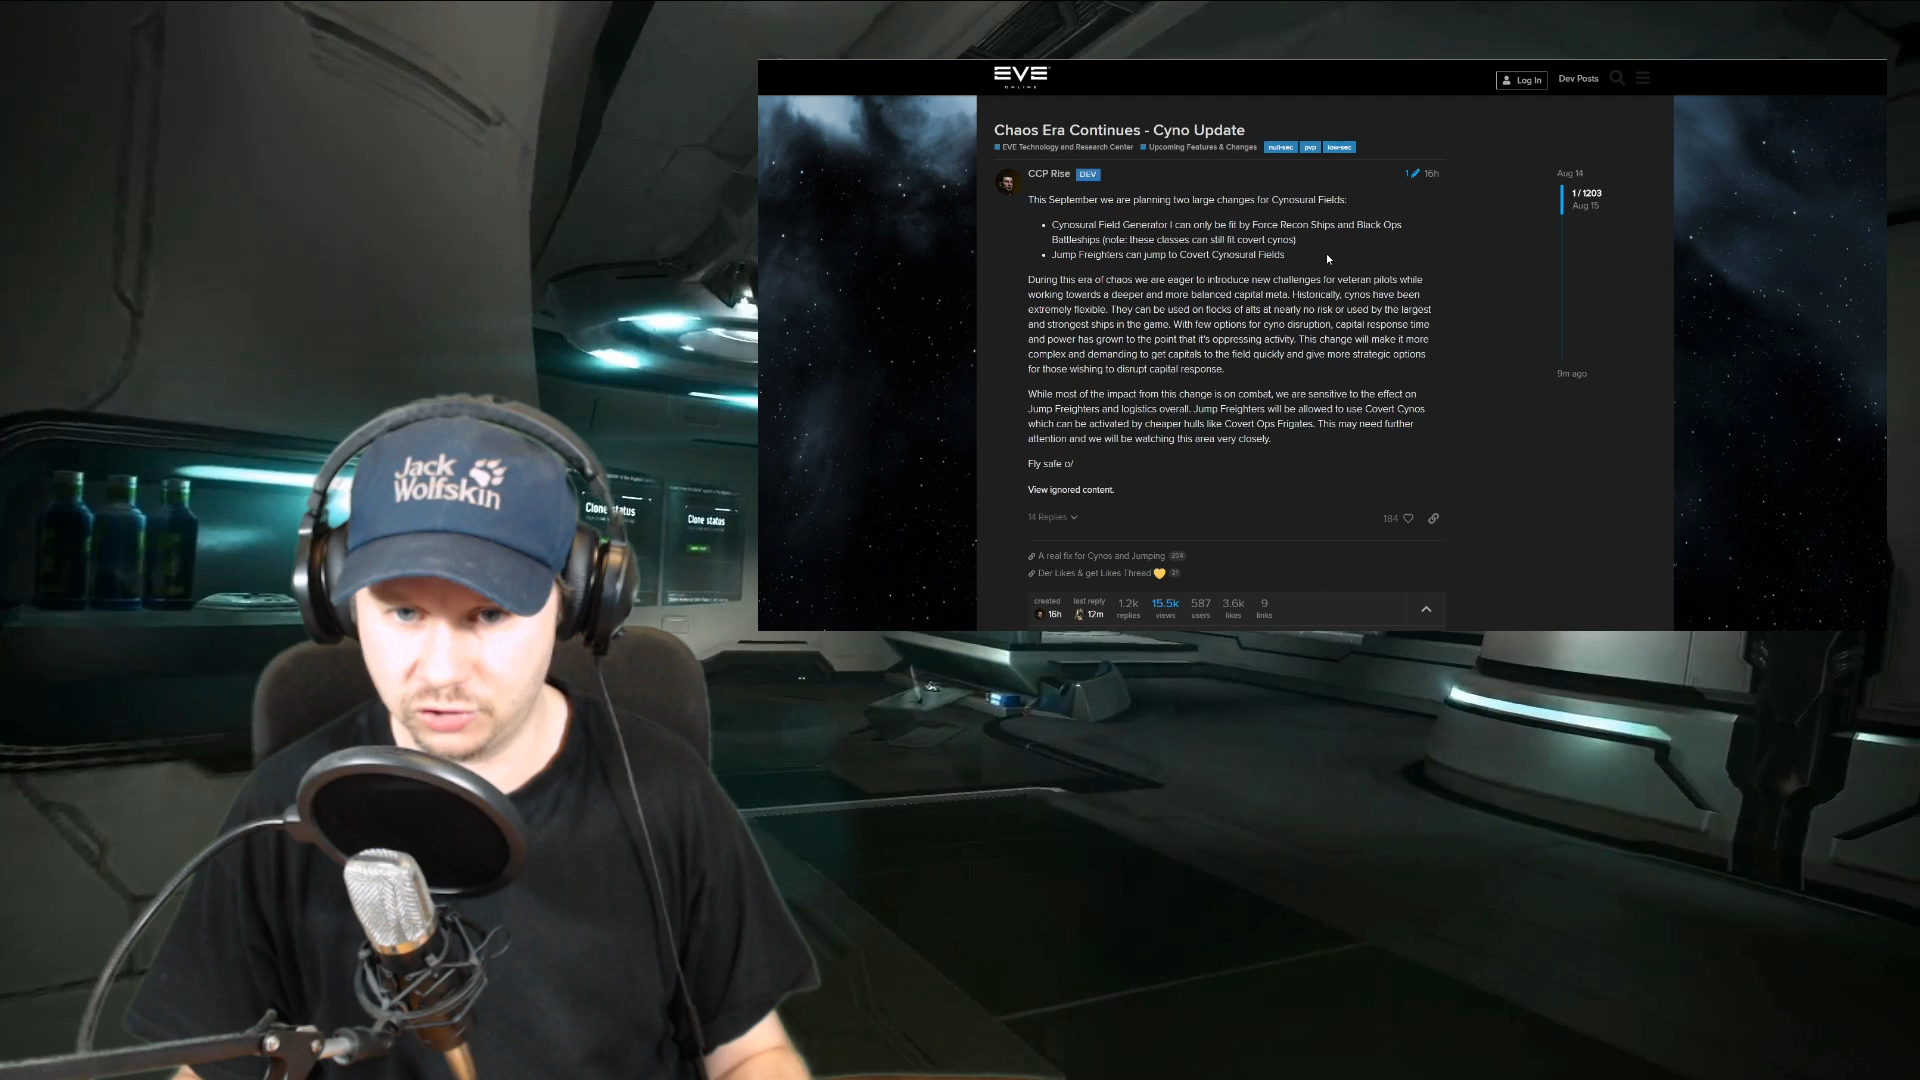 EVE
ONLINE
Log In
Dev Posts
Chaos Era Continues - Cyno Update
EVE Technology and Research Center Upcoming Features & Changes null-sec pvp low-sec
CCP Rise DEV 1 16h
This September we are planning two large changes for Cynosural Fields:
• Cynosural Field Generator I can only be fit by Force Recon Ships and Black Ops
Battleships (note: these classes can still fit covert cynos)
• Jump Freighters can jump to Covert Cynosural Fields
During this era of chaos we are eager to introduce new challenges for veteran pilots while
working towards a deeper and more balanced capital meta. Historically, cynos have been
extremely flexible. They can be used on flocks of alts at nearly no risk or used by the largest
and strongest ships in the game. With few options for cyno disruption, capital response time
and power has grown to the point that it's oppressing activity. This change will make it more
complex and demanding to get capitals to the field quickly and give more strategic options
for those wishing to disrupt capital response.
While most of the impact from this change is on combat, we are sensitive to the effect on
Jump Freighters and logistics overall. Jump Freighters will be allowed to use Covert Cynos
which can be activated by cheaper hulls like Covert Ops Frigates. This may need further
attention and we will be watching this area very closely.
Fly safe o/
View ignored content.
14 Replies 184
A real fix for Cynos and Jumping 204
Der Likes & get Likes Thread 💛 21
created last reply 1.2k 15.5k 587 3.6k 9
16h 12m replies views users likes links
Aug 14
1 / 1203
Aug 15
9m ago
Jack
Wolfskin
Clone status
Clone status